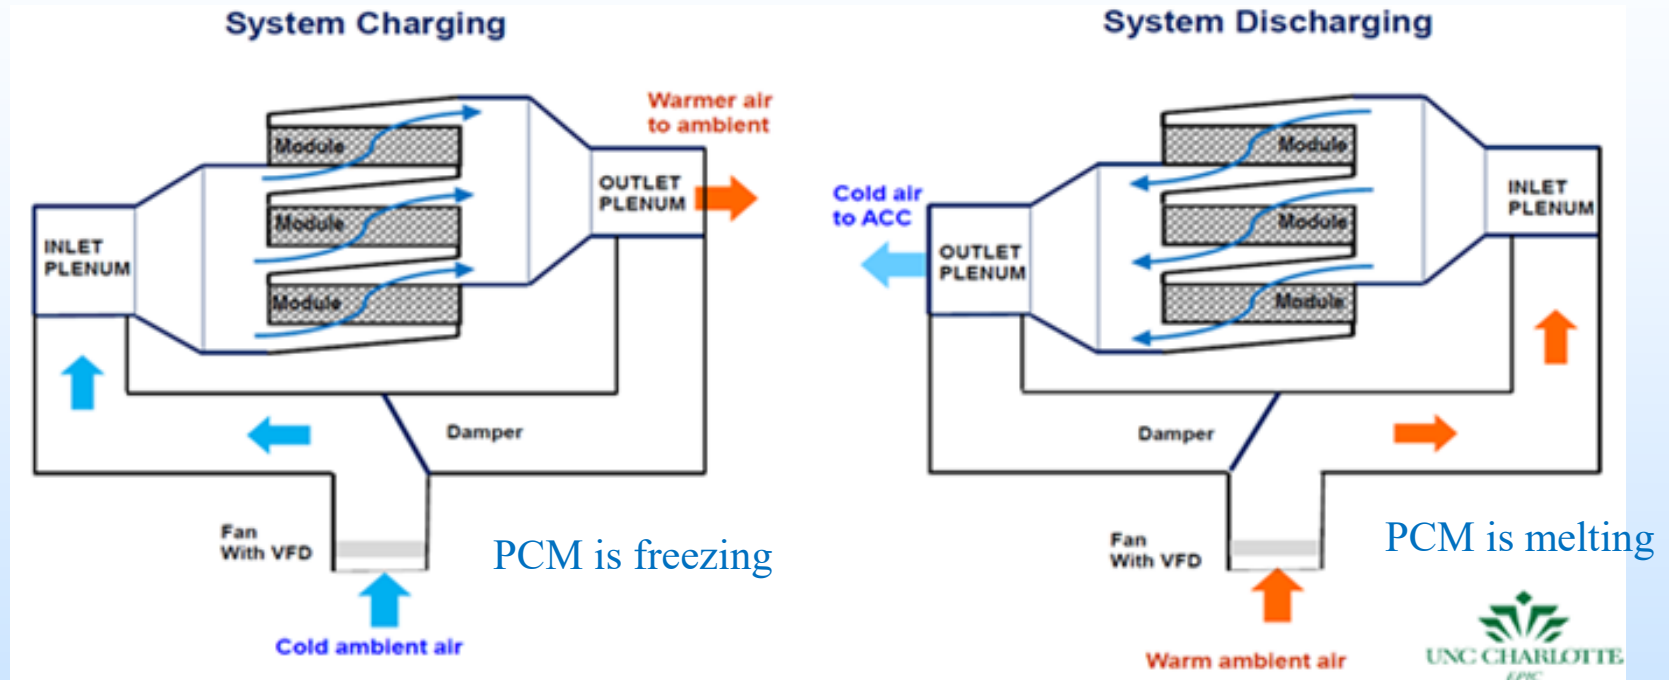 System Charging
Warmer air
to ambient
Module
Module
Module
OUTLET
PLENUM
INLET
PLENUM
Damper
Fan
With VFD
PCM is freezing
Cold ambient air
System Discharging
Module
Module
Module
INLET
PLENUM
Cold air
to ACC
OUTLET
PLENUM
Damper
Fan
With VFD
PCM is melting
Warm ambient air
UNC CHARLOTTE
EPIC